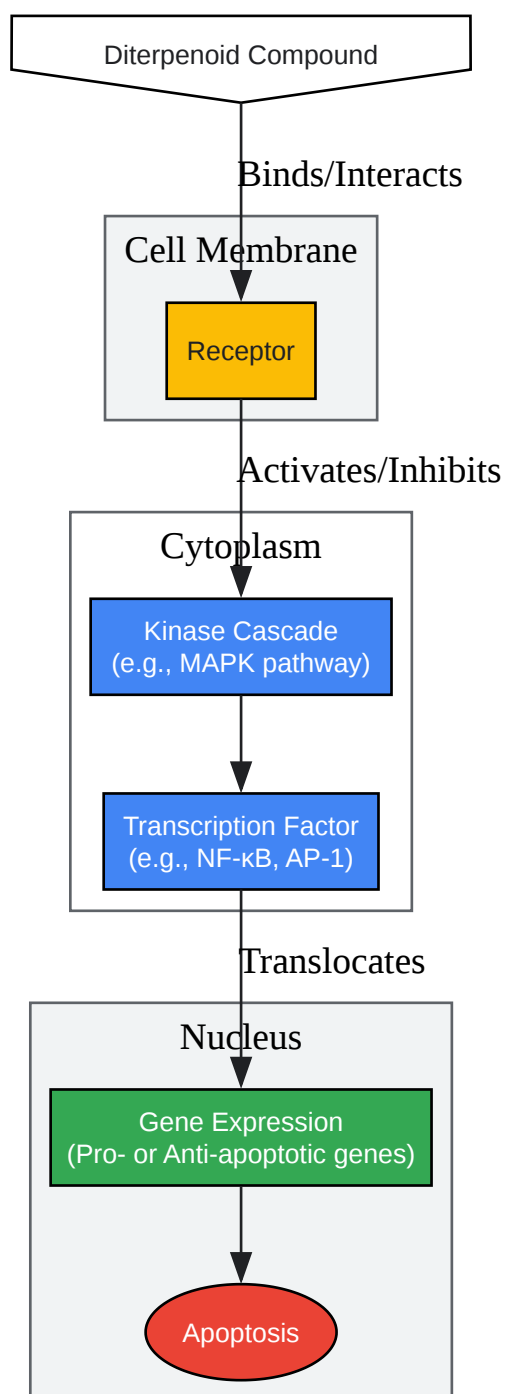 Diterpenoid Compound
Binds/Interacts
Cell Membrane
Receptor
Activates/Inhibits
Cytoplasm
Kinase Cascade
(e.g., MAPK pathway)
Transcription Factor
(e.g., NF-κB, AP-1)
Translocates
Nucleus
Gene Expression
(Pro- or Anti-apoptotic genes)
Apoptosis